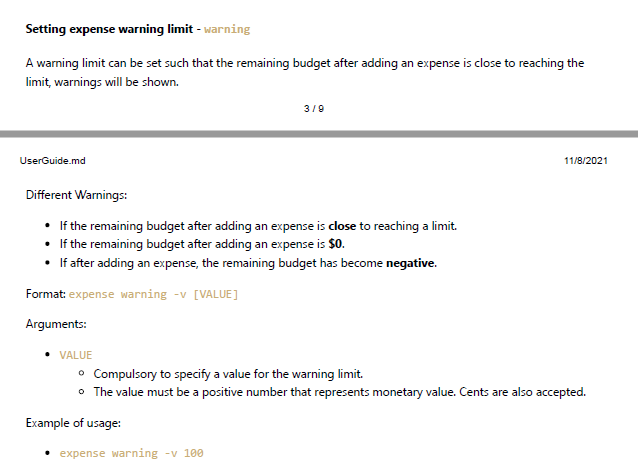 Setting expense warning limit - warning
A warning limit can be set such that the remaining budget after adding an expense is close to reaching the
limit, warnings will be shown.
3 / 9
UserGuide.md 11/8/2021
Different Warnings:
• If the remaining budget after adding an expense is close to reaching a limit.
• If the remaining budget after adding an expense is $0.
• If after adding an expense, the remaining budget has become negative.
Format: expense warning -v [VALUE]
Arguments:
• VALUE
○ Compulsory to specify a value for the warning limit.
○ The value must be a positive number that represents monetary value. Cents are also accepted.
Example of usage:
• expense warning -v 100